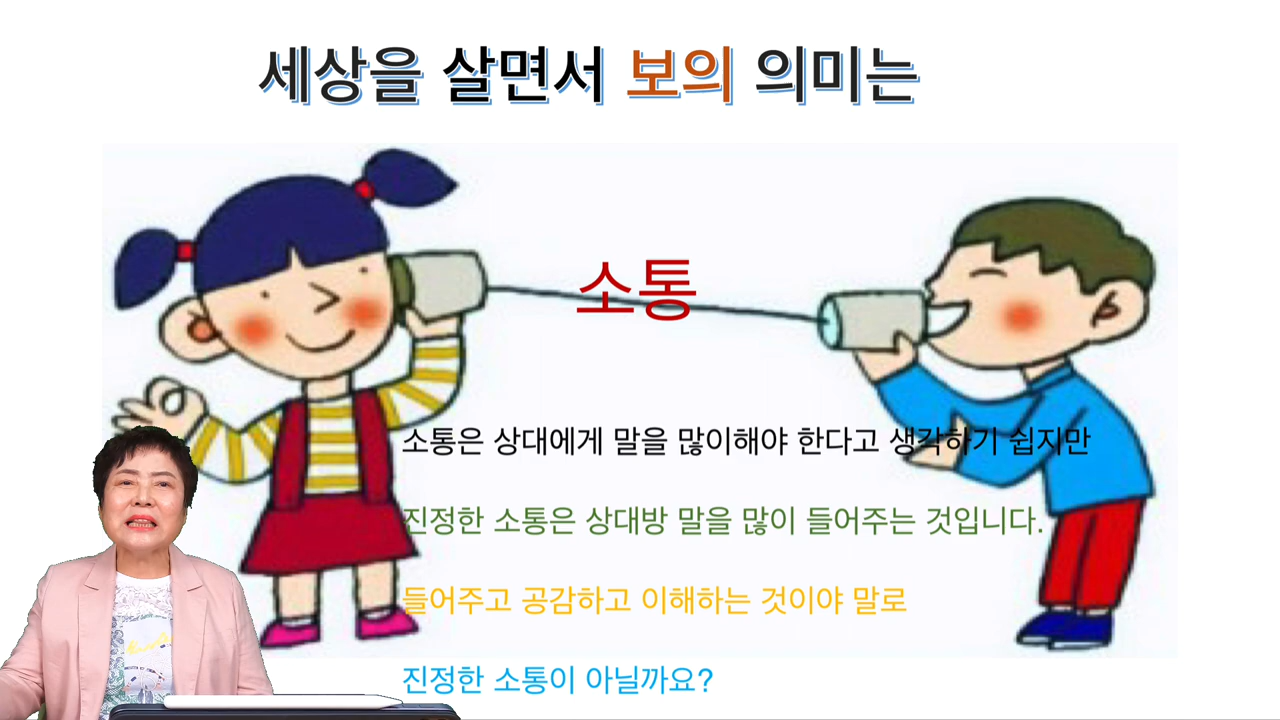 세상을 살면서 보의 의미는
소통
소통은 상대에게 말을 많이해야 한다고 생각하기 쉽지만
진정한 소통은 상대방 말을 많이 들어주는 것입니다.
들어주고 공감하고 이해하는 것이야 말로
진정한 소통이 아닐까요?